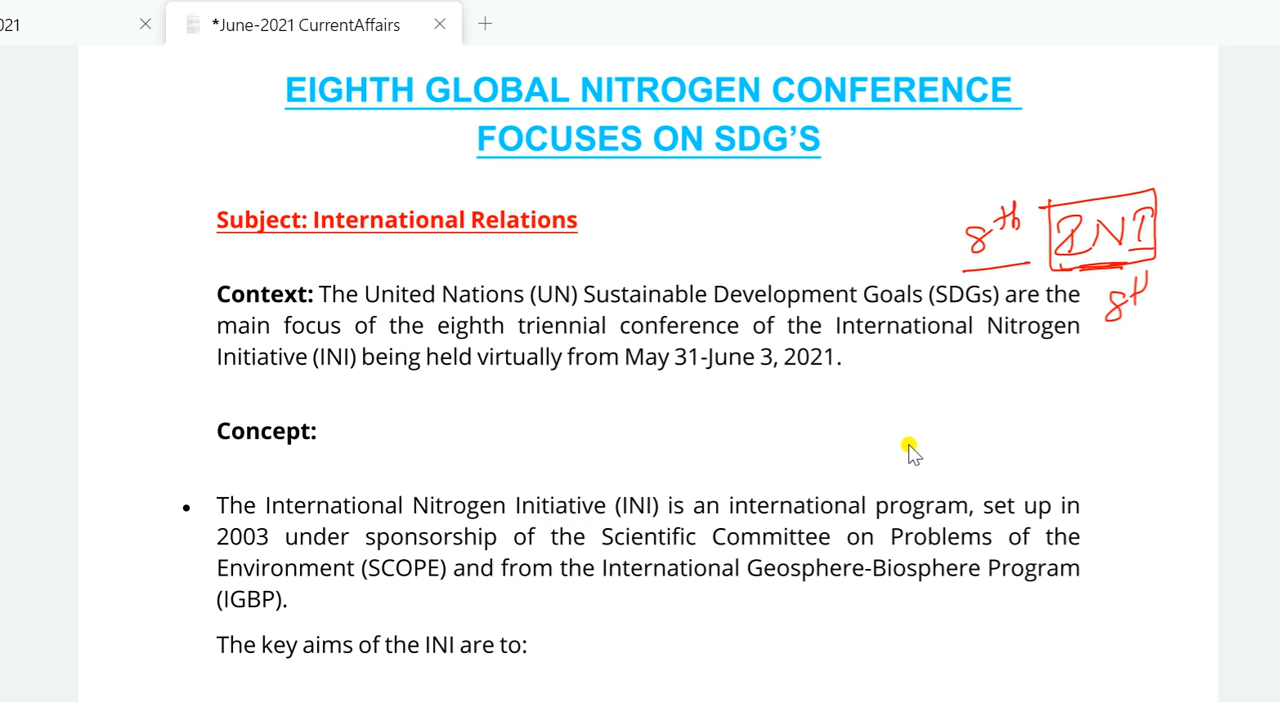 021
*June-2021 CurrentAffairs
EIGHTH GLOBAL NITROGEN CONFERENCE
FOCUSES ON SDG'S
Subject: International Relations
8th INI
8th
Context: The United Nations (UN) Sustainable Development Goals (SDGs) are the
main focus of the eighth triennial conference of the International Nitrogen
Initiative (INI) being held virtually from May 31-June 3, 2021.
Concept:
• The International Nitrogen Initiative (INI) is an international program, set up in
2003 under sponsorship of the Scientific Committee on Problems of the
Environment (SCOPE) and from the International Geosphere-Biosphere Program
(IGBP).
The key aims of the INI are to: